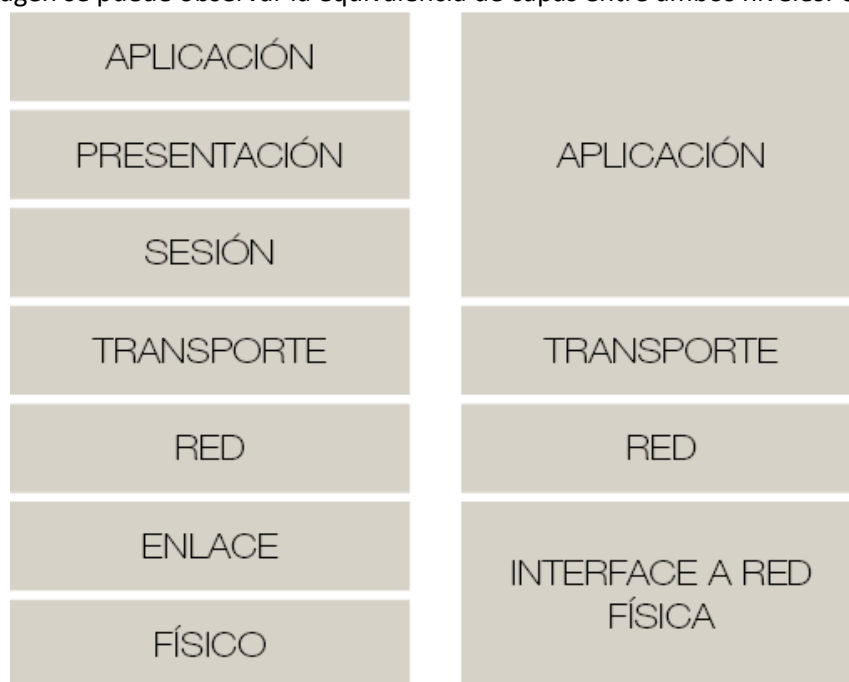 se puede observar la equivalencia de capas entre ambos niveles.
APLICACIÓN
PRESENTACIÓN
SESIÓN
TRANSPORTE
RED
ENLACE
FÍSICO
APLICACIÓN
TRANSPORTE
RED
INTERFACE A RED
FÍSICA